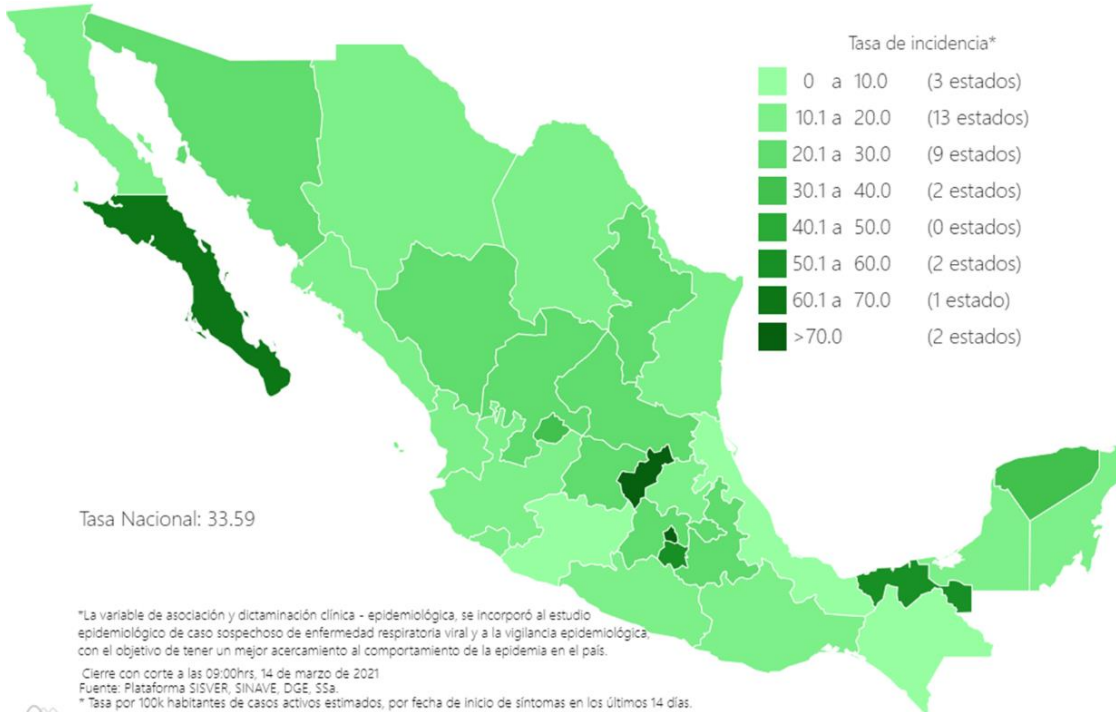 Tasa de incidencia*
0 a 10.0 (3 estados)
10.1 a 20.0 (13 estados)
20.1 a 30.0 (9 estados)
30.1 a 40.0 (2 estados)
40.1 a 50.0 (0 estados)
50.1 a 60.0 (2 estados)
60.1 a 70.0 (1 estado)
>70.0 (2 estados)
Tasa Nacional: 33.59
*La variable de asociación y dictaminación clínica - epidemiológica, se incorporó al estudio
epidemiológico de caso sospechoso de enfermedad respiratoria viral y a la vigilancia epidemiológica,
con el objetivo de tener un mejor acercamiento al comportamiento de la epidemia en el país.
Cierre con corte a las 09:00hrs, 14 de marzo de 2021
Fuente: Plataforma SISVER, SINAVE, DGE, SSa.
* Tasa por 100k habitantes de casos activos estimados, por fecha de inicio de síntomas en los últimos 14 días.